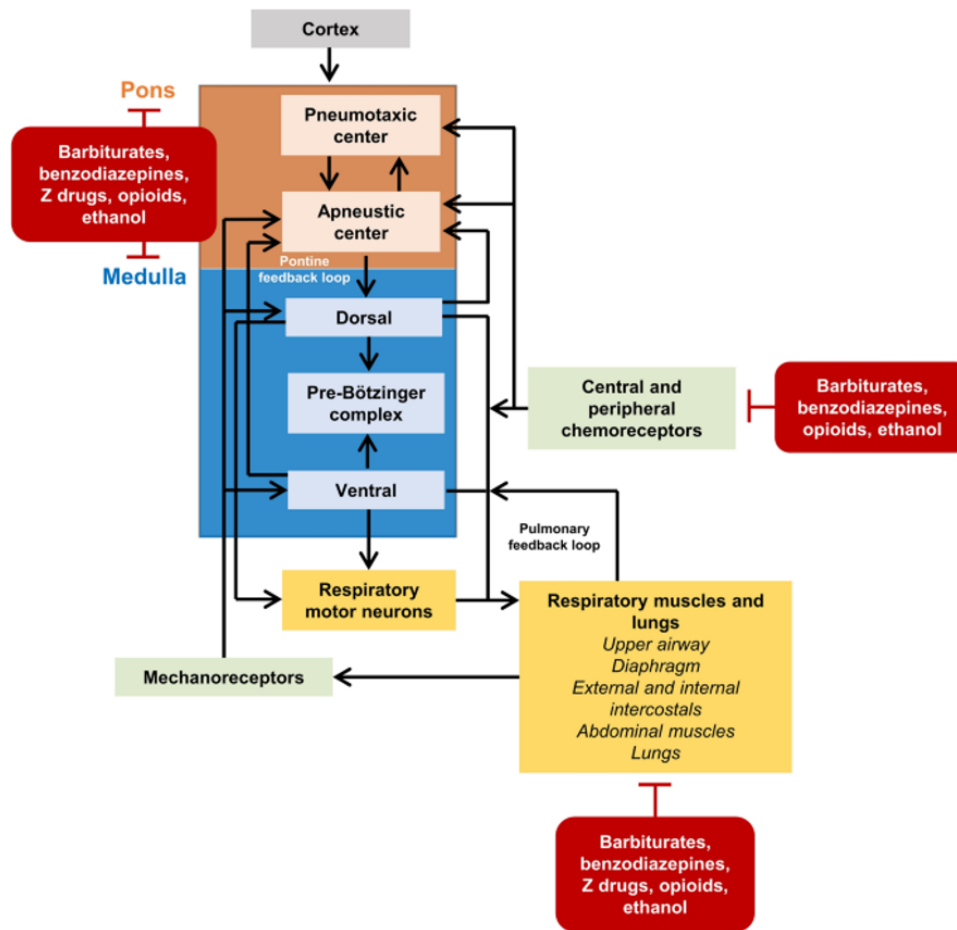 Cortex
Pons
Pneumotaxic
center
Barbiturates,
benzodiazepines,
Z drugs, opioids,
ethanol
Apneustic
center
Medulla
Pontine
feedback loop
Dorsal
Pre-Bötzinger
complex
Central and
peripheral
chemoreceptors
Barbiturates,
benzodiazepines,
opioids, ethanol
Ventral
Pulmonary
feedback loop
Respiratory
motor neurons
Respiratory muscles and
lungs
Upper airway
Diaphragm
External and internal
intercostals
Abdominal muscles
Lungs
Mechanoreceptors
Barbiturates,
benzodiazepines,
Z drugs, opioids,
ethanol